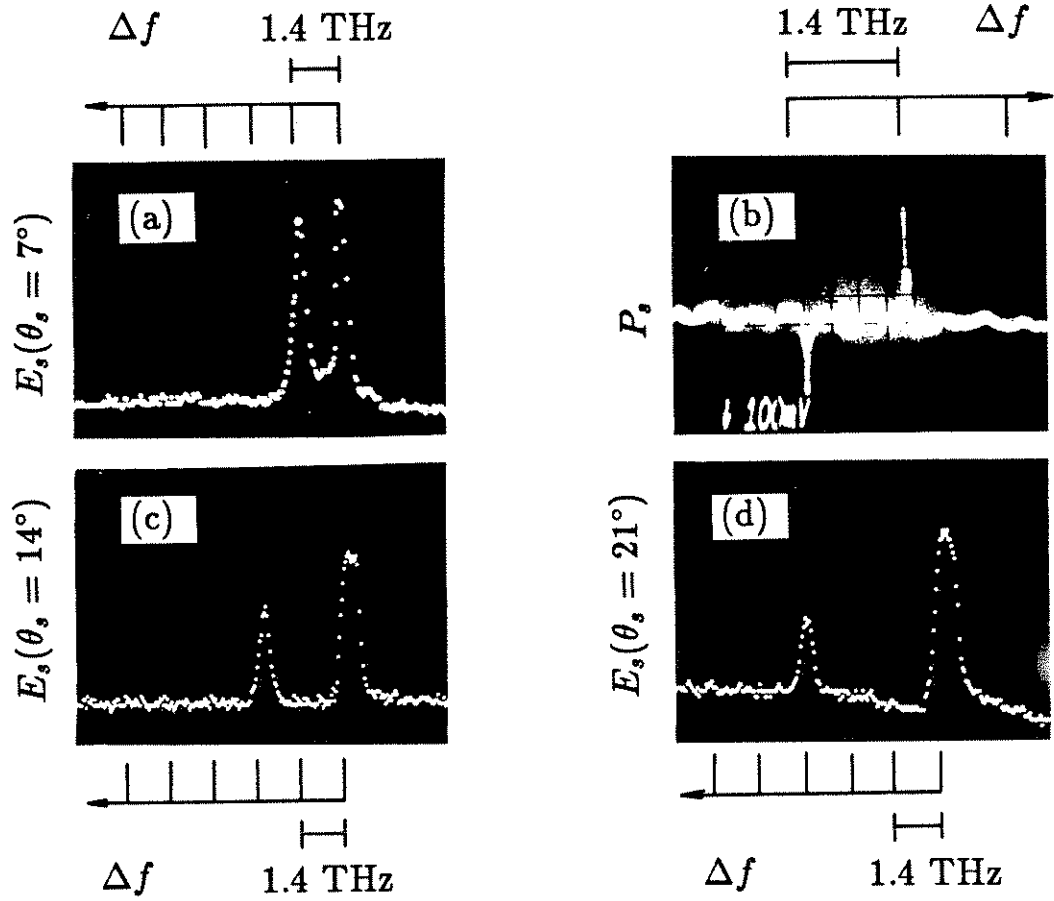 Δf 1.4 THz
1.4 THz Δf
E_s(θ_s = 7°)
(a)
P_s
(b)
100mV
E_s(θ_s = 14°)
(c)
E_s(θ_s = 21°)
(d)
Δf 1.4 THz
Δf 1.4 THz